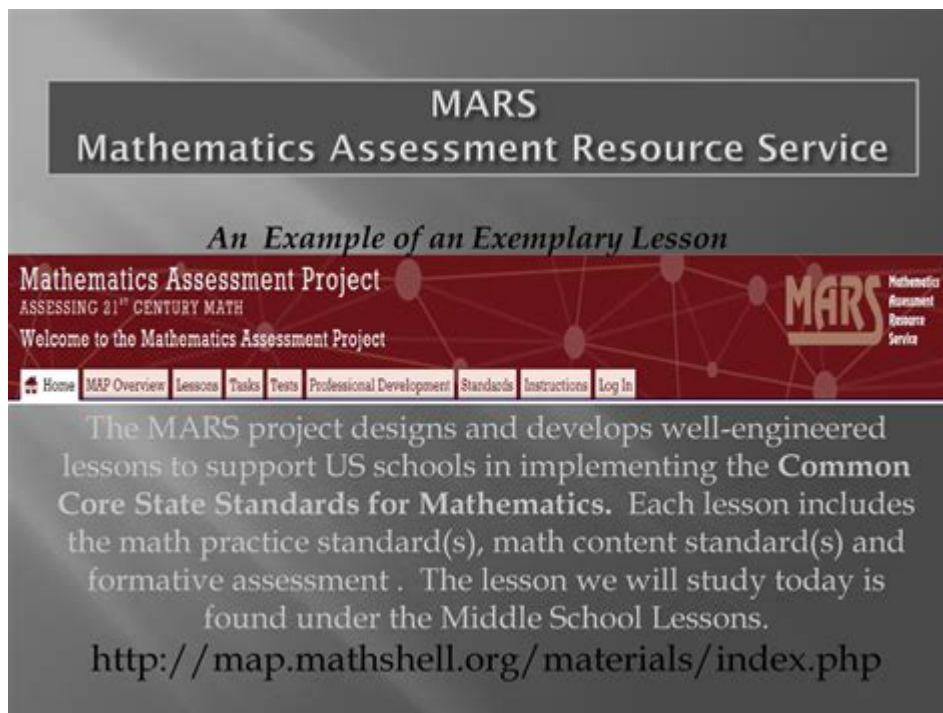 MARS
Mathematics Assessment Resource Service
An Example of an Exemplary Lesson
Mathematics Assessment Project
ASSESSING 21ST CENTURY MATH
Welcome to the Mathematics Assessment Project
MARS
Mathematics
Assessment
Resource
Service
Home MAP Overview Lessons Tasks Tests Professional Development Standards Instructions Log In
The MARS project designs and develops well-engineered
lessons to support US schools in implementing the Common
Core State Standards for Mathematics. Each lesson includes
the math practice standard(s), math content standard(s) and
formative assessment . The lesson we will study today is
found under the Middle School Lessons.
http://map.mathshell.org/materials/index.php